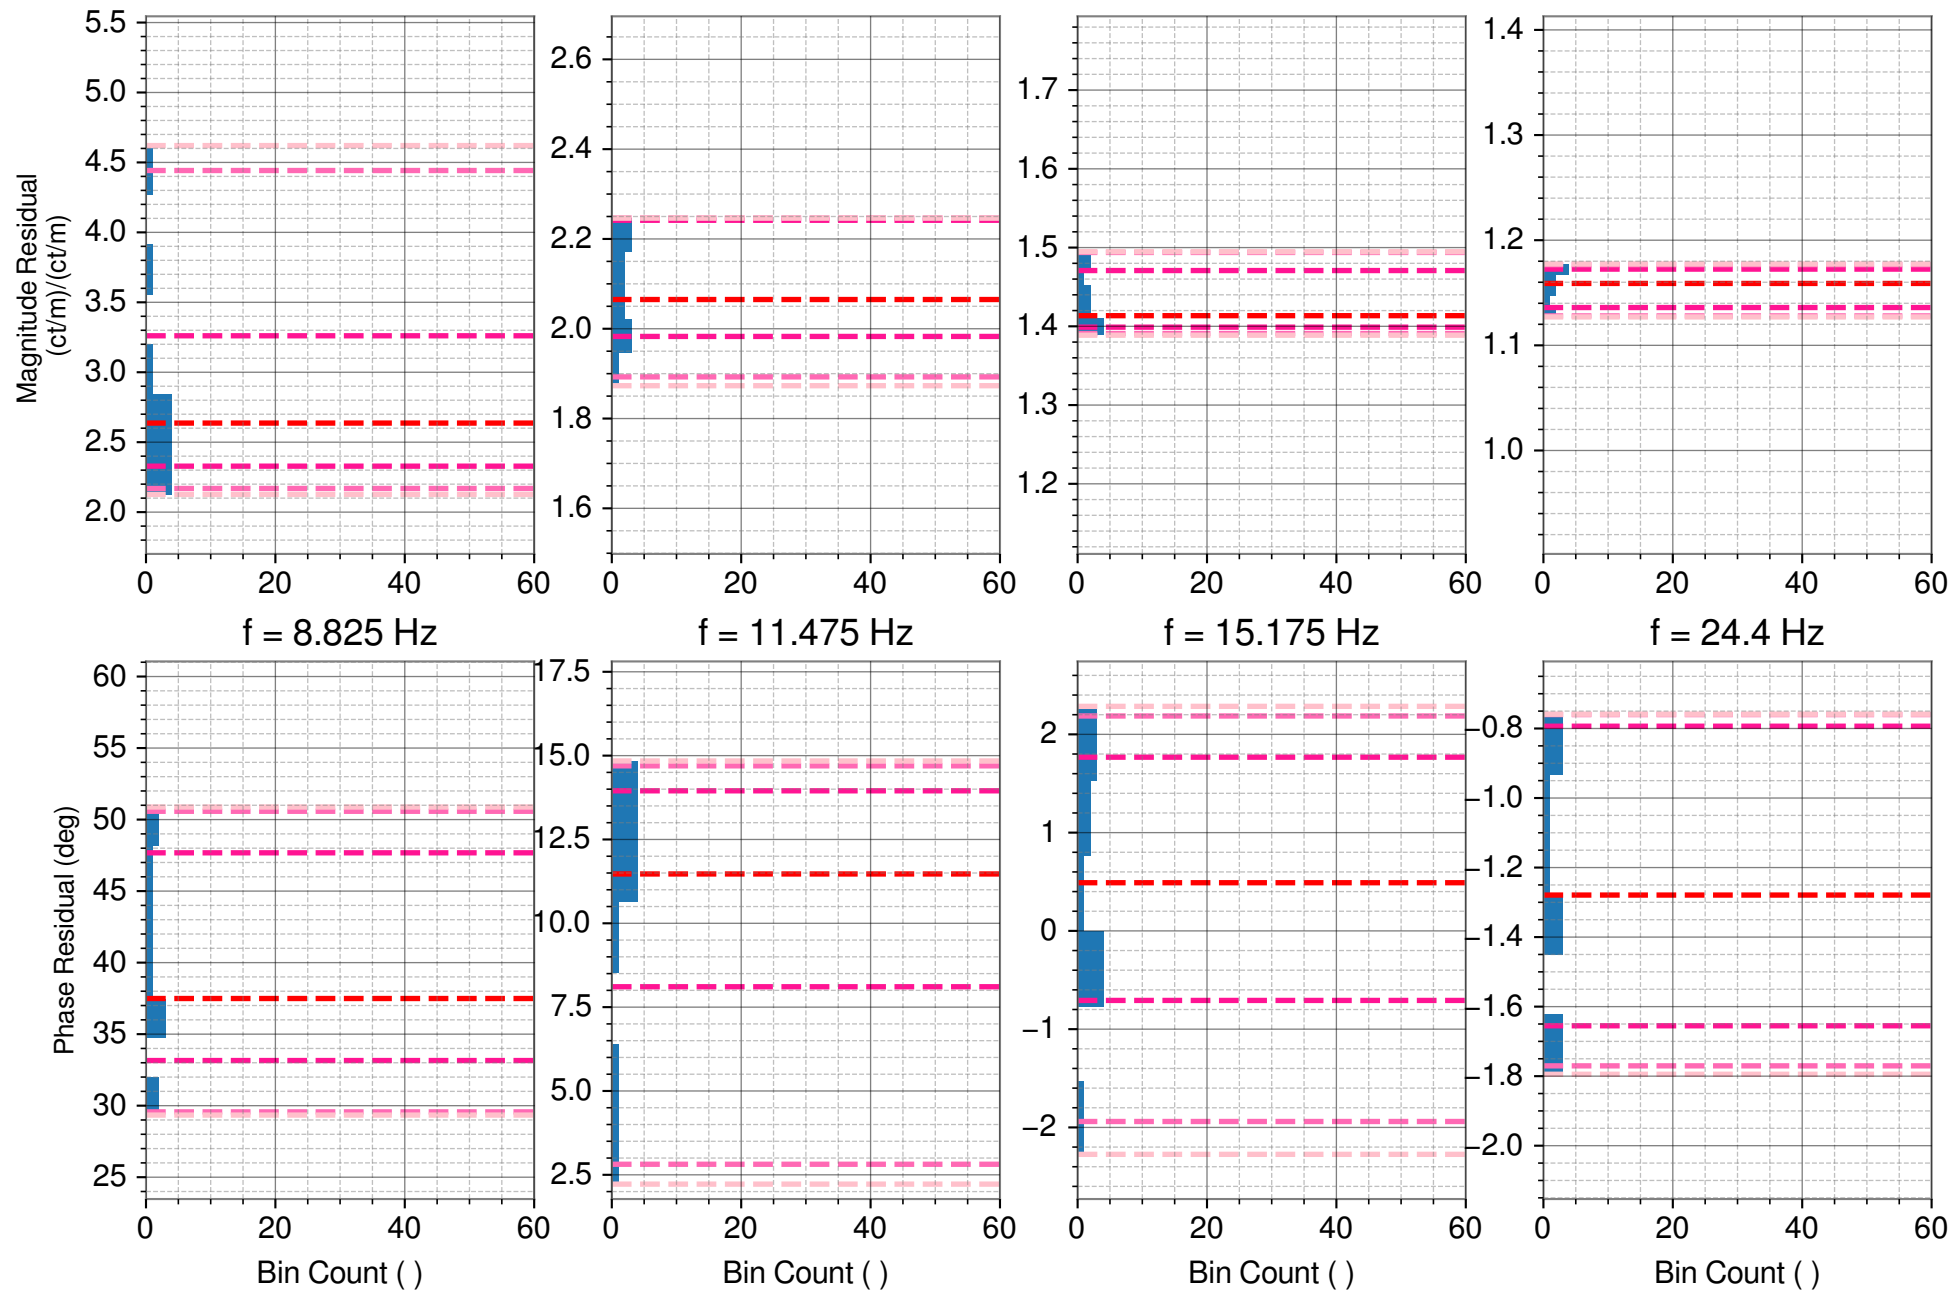 5.5
5.0
4.5
4.0
3.5
3.0
2.5
2.0
Magnitude Residual
(ct/m)/(ct/m)
0 20 40 60
2.6
2.4
2.2
2.0
1.8
1.6
0 20 40 60
1.7
1.6
1.5
1.4
1.3
1.2
0 20 40 60
1.4
1.3
1.2
1.1
1.0
0 20 40 60
f = 8.825 Hz
f = 11.475 Hz
f = 15.175 Hz
f = 24.4 Hz
60
55
50
45
40
35
30
25
Phase Residual (deg)
0 20 40 60
Bin Count ( )
17.5
15.0
12.5
10.0
7.5
5.0
2.5
0 20 40 60
Bin Count ( )
2
1
0
−1
−2
0 20 40 60
Bin Count ( )
−0.8
−1.0
−1.2
−1.4
−1.6
−1.8
−2.0
0 20 40 60
Bin Count ( )